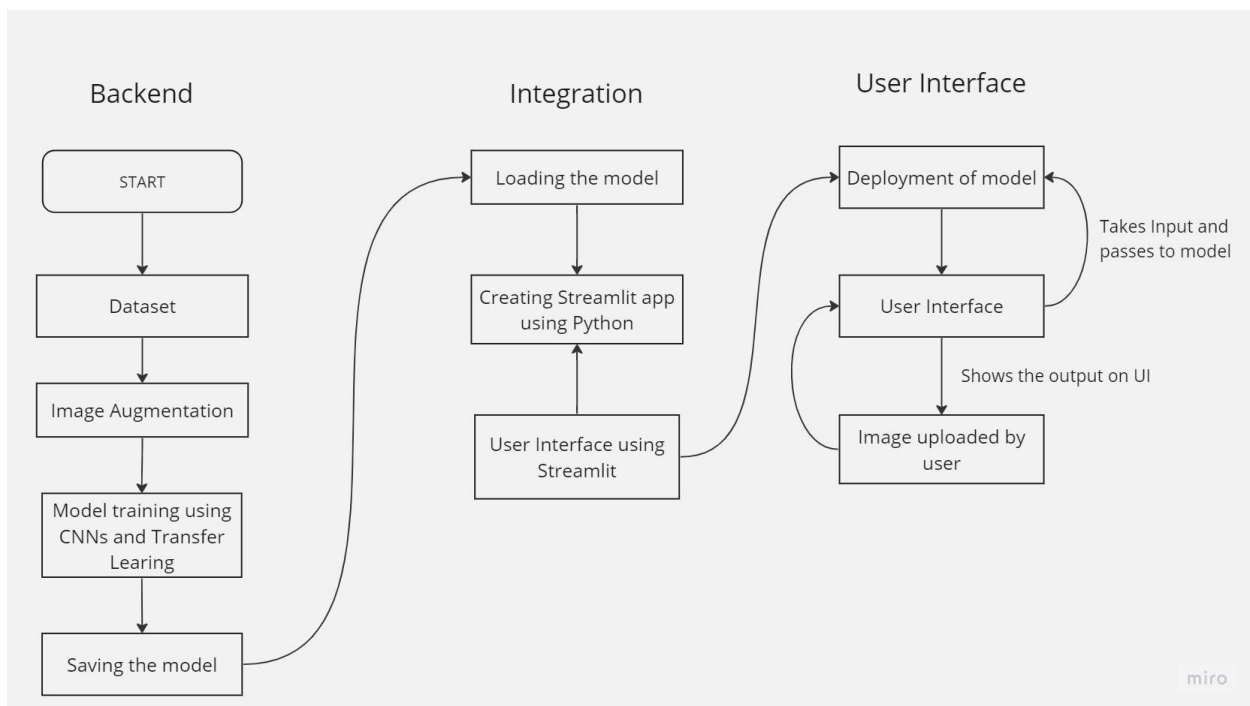 Backend
START
Dataset
Image Augmentation
Model training using
CNNs and Transfer
Learing
Saving the model
Integration
Loading the model
Creating Streamlit app
using Python
User Interface using
Streamlit
User Interface
Deployment of model
Takes Input and
passes to model
User Interface
Shows the output on UI
Image uploaded by
user
miro